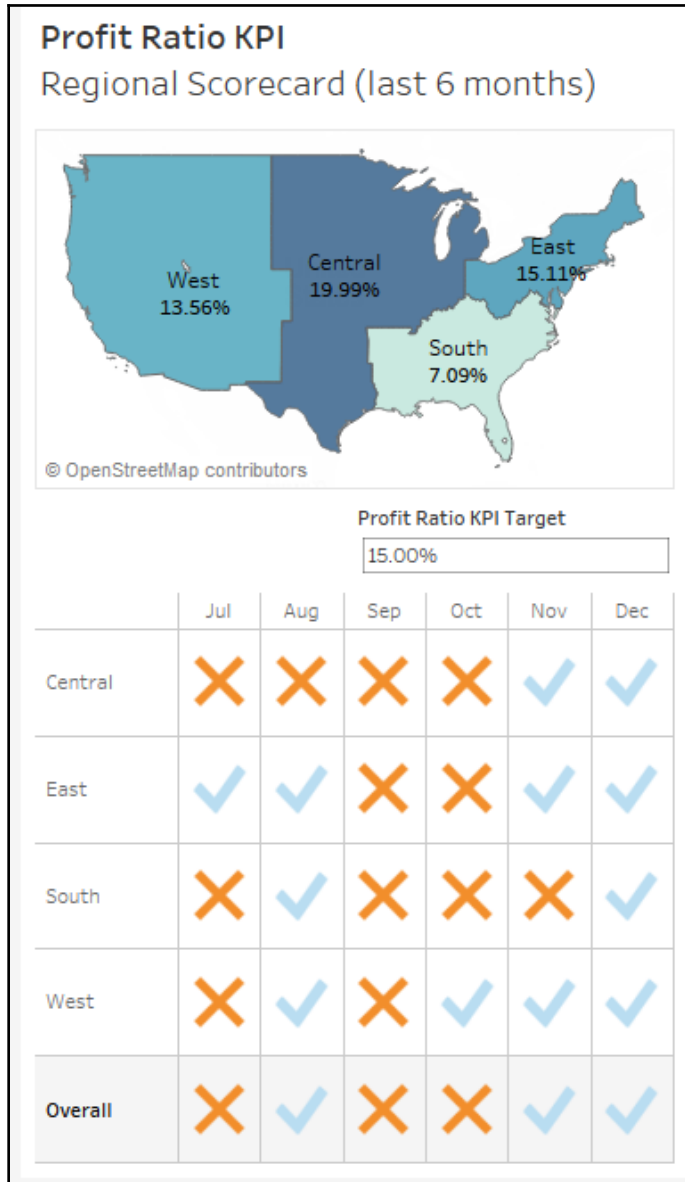 Profit Ratio KPI
Regional Scorecard (last 6 months)
West
13.56%
Central
19.99%
East
15.11%
South
7.09%
© OpenStreetMap contributors
Profit Ratio KPI Target
15.00%
Jul Aug Sep Oct Nov Dec
Central
East
South
West
Overall